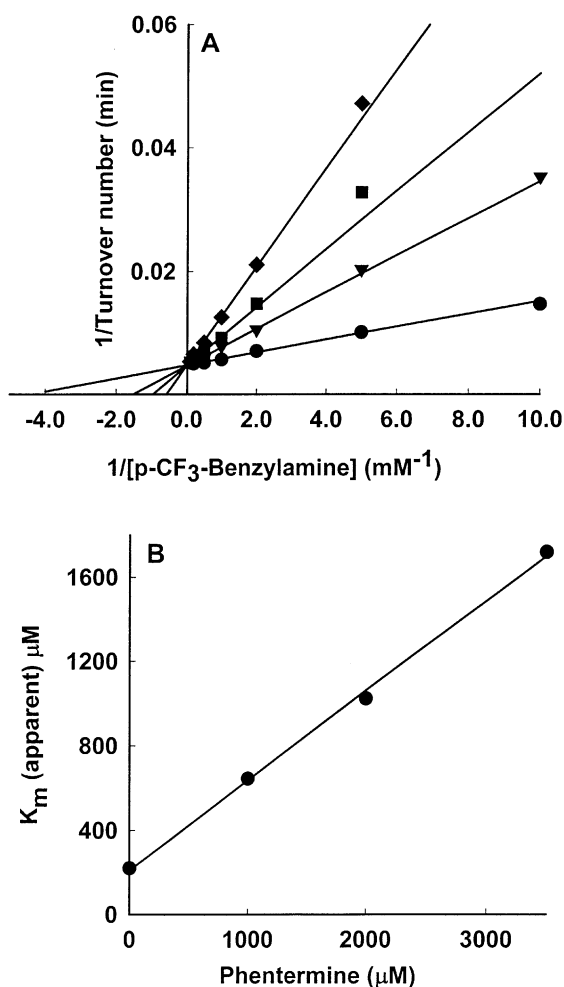 0.06
A
0.04
0.02
1/Turnover number (min)
-4.0 -2.0 0.0 2.0 4.0 6.0 8.0 10.0
1/[p-CF3-Benzylamine] (mM-1)
B
1600
1200
800
400
0
Km (apparent) μM
0 1000 2000 3000
Phentermine (μM)